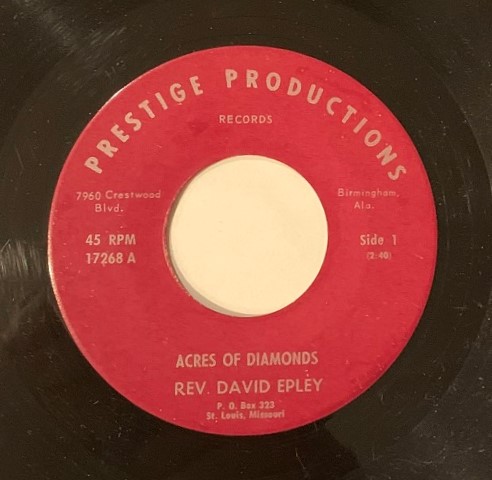 PRESTIGE PRODUCTIONS
RECORDS
7960 Crestwood
Blvd.
Birmingham,
Ala.
45 RPM
17268 A
Side 1
(2:40)
ACRES OF DIAMONDS
REV. DAVID EPLEY
P. O. Box 323
St. Louis, Missouri